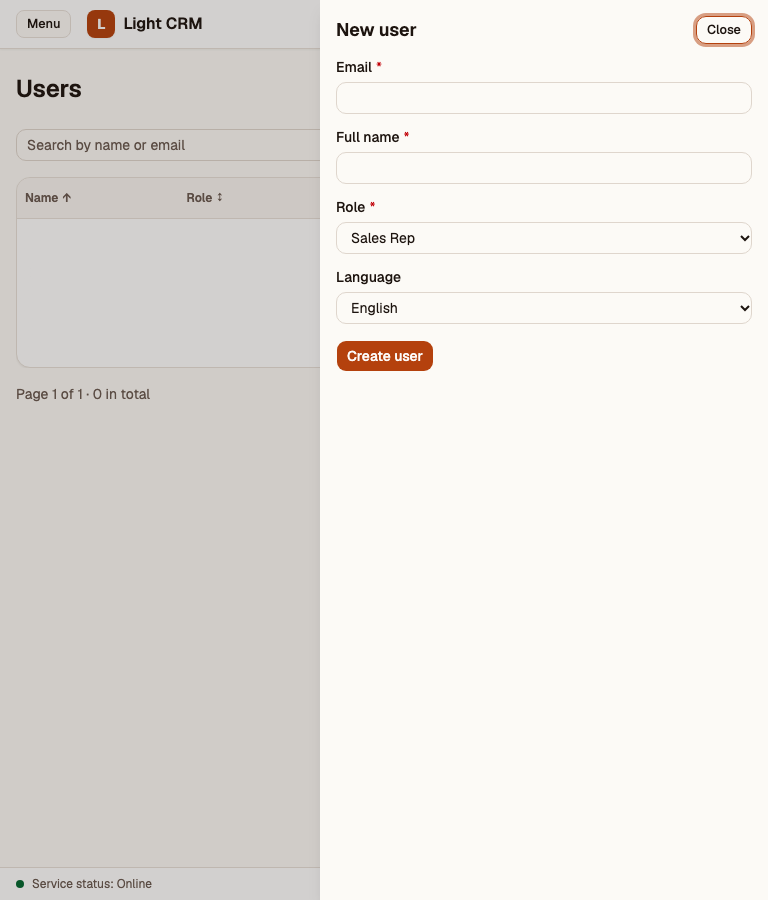 Menu
L
Light CRM
Users
Search by name or email
Name ↑ Role ↕
Page 1 of 1 · 0 in total
Service status: Online
New user
Close
Email *
Full name *
Role *
Sales Rep
Language
English
Create user